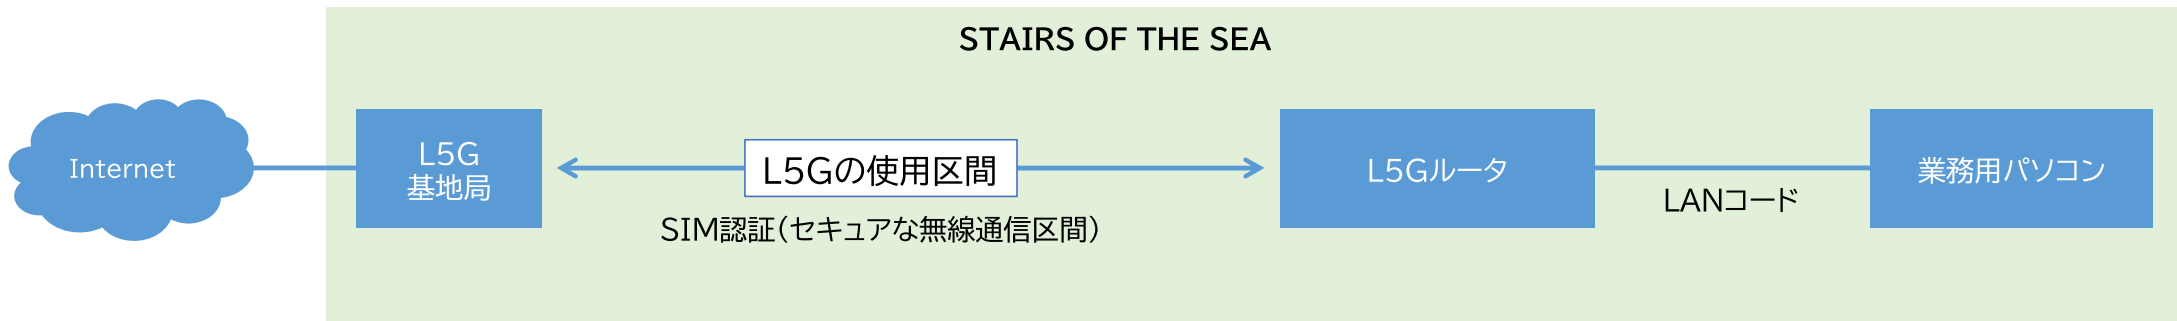 STAIRS OF THE SEA
Internet
L5G
基地局
L5Gの使用区間
SIM認証(セキュアな無線通信区間)
L5Gルータ
LANコード
業務用パソコン